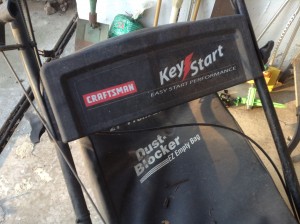 CRAFTSMAN
Key Start
EASY START PERFORMANCE
Dust-
Blocker
EZ Empty Bag